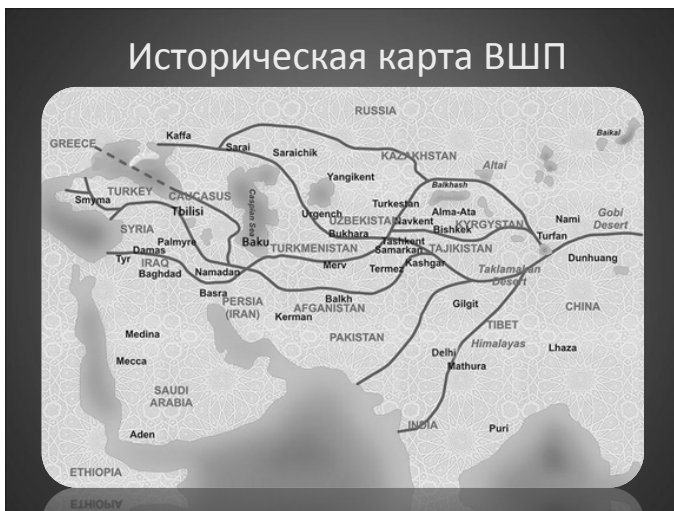 Историческая карта ВШП
RUSSIA
Baikal
Kaffa
GREECE
Sarai
Saraichik
KAZAKHSTAN
Altai
Yangikent
Balkhash
TURKEY
CAUCASUS
Smyma
Caspian Sea
Turkestan
Tbilisi
Urgench
UZBEKISTAN
Navkent
Alma-Ata
KYRGYSTAN
Nami
Gobi
Desert
SYRIA
Bukhara
Bishkek
Turfan
Palmyre
Baku
TURKMENISTAN
Tashkent
TAJIKISTAN
Damas
Samarkan
Tyr
IRAQ
Merv
Kashgar
Dunhuang
Baghdad
Namadan
Termez
Taklamakan
Desert
Basra
PERSIA
(IRAN)
Balkh
AFGANISTAN
Kerman
Gilgit
CHINA
TIBET
Medina
PAKISTAN
Himalayas
Delhi
Lhaza
Mecca
Mathura
SAUDI
ARABIA
INDIA
Puri
Aden
ETHIOPIA